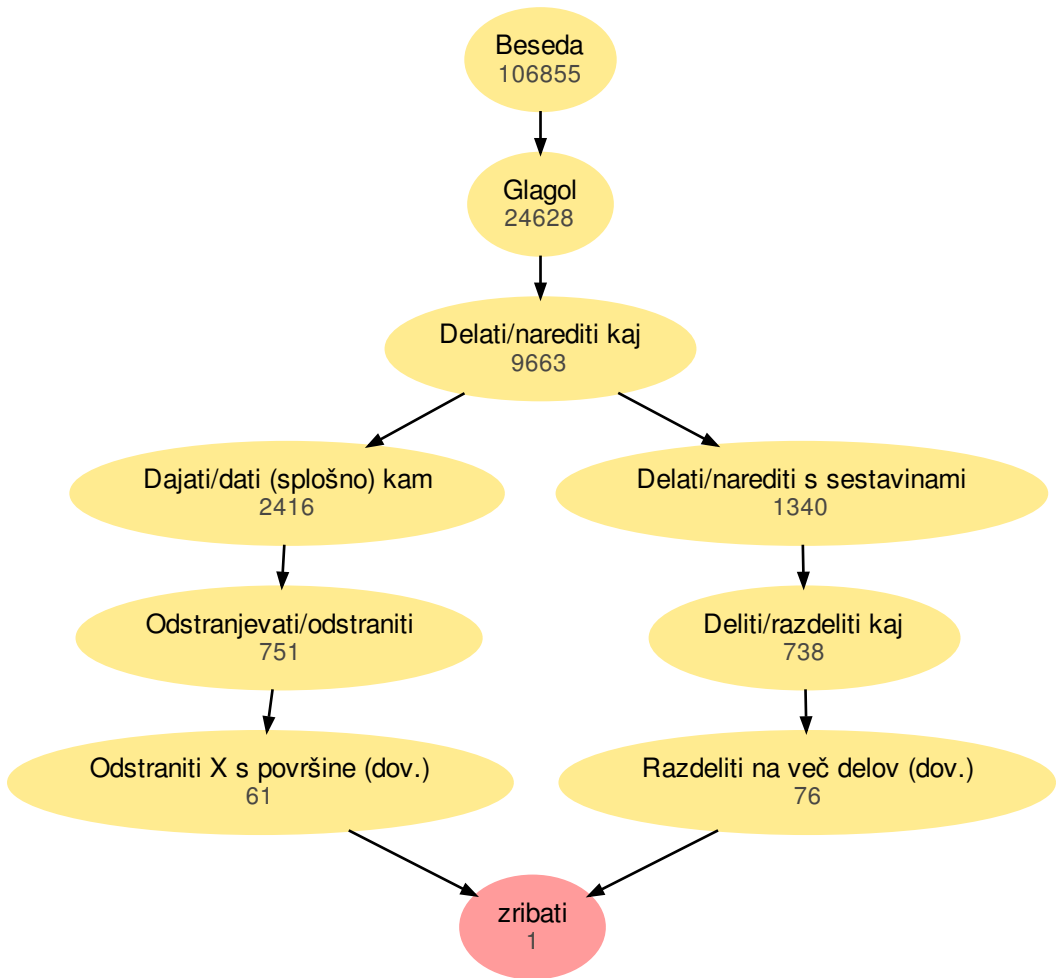 Beseda
106855
Glagol
24628
Delati/narediti kaj
9663
Dajati/dati (splošno) kam
2416
Delati/narediti s sestavinami
1340
Odstranjevati/odstraniti
751
Deliti/razdeliti kaj
738
Odstraniti X s površine (dov.)
61
Razdeliti na več delov (dov.)
76
zribati
1